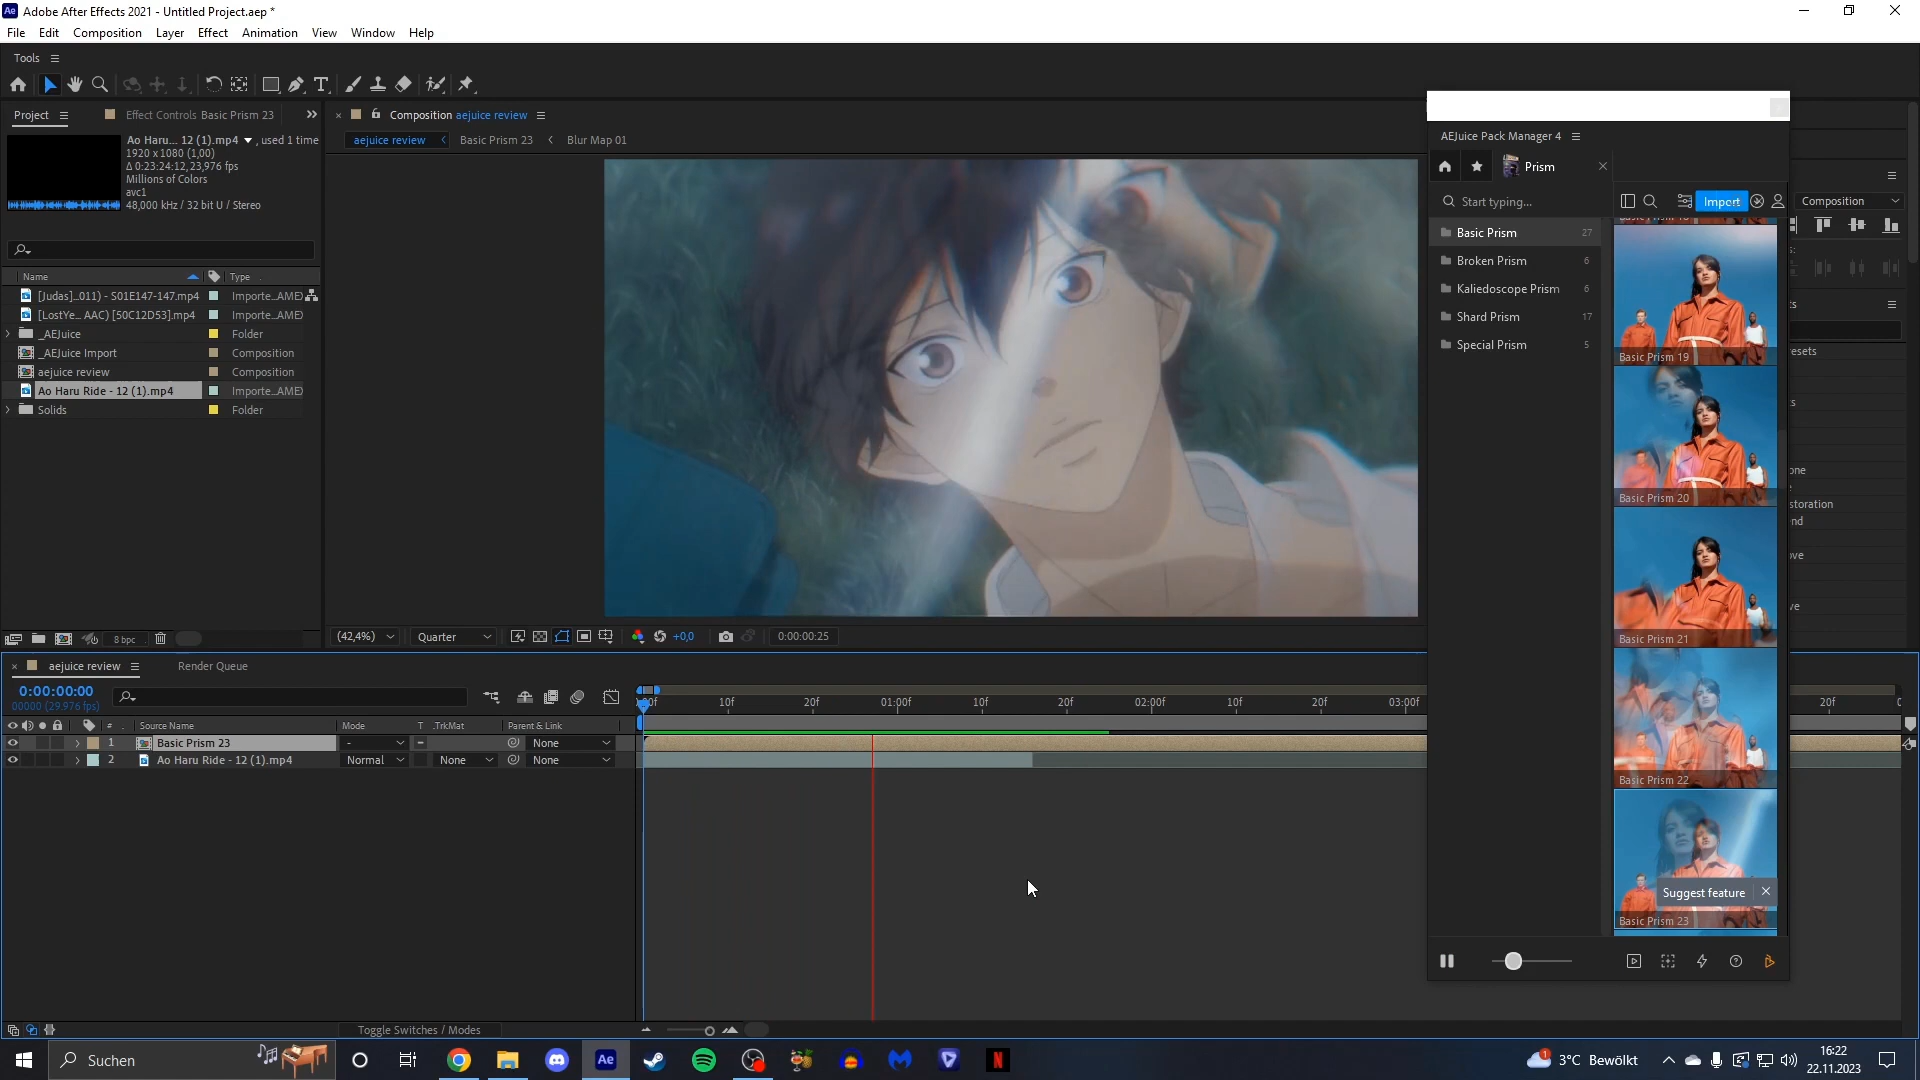 Ae Adobe After Effects 2021 - Untitled Project.aep *
File Edit Composition Layer Effect Animation View Window Help
Tools
Project Effect Controls Basic Prism 23
Composition aejuice review
aejuice review Basic Prism 23 Blur Map 01
Ao Haru... 12 (1).mp4 , used 1 time
1920 x 1080 (1,00)
Δ 0:23:24:12, 23,976 fps
Millions of Colors
avc1
48,000 kHz / 32 bit U / Stereo
Name Type
[Judas]...011) - S01E147-147.mp4 Importe...AME)
[LostYe... AAC) [50C12D53].mp4 Importe...AME)
_AEJuice Folder
_AEJuice Import Composition
aejuice review Composition
Ao Haru Ride - 12 (1).mp4 Importe...AME)
Solids Folder
8 bpc
(42,4%) Quarter +0,0 0:00:00:25
AEJuice Pack Manager 4
Prism
Start typing...
Import
Composition
Basic Prism 27
Broken Prism 6
Kaliedoscope Prism 6
Shard Prism 17
Special Prism 5
Basic Prism 19
Basic Prism 20
Basic Prism 21
Basic Prism 22
Suggest feature
Basic Prism 23
aejuice review Render Queue
0:00:00:00
00000 (29.976 fps)
10f 20f 01:00f 10f 20f 02:00f 10f 20f 03:00f 20f
# Source Name Mode T .TrkMat Parent & Link
1 Basic Prism 23 - None
2 Ao Haru Ride - 12 (1).mp4 Normal None None
Toggle Switches / Modes
Suchen
Ae
N
1
3°C Bewölkt
16:22
22.11.2023